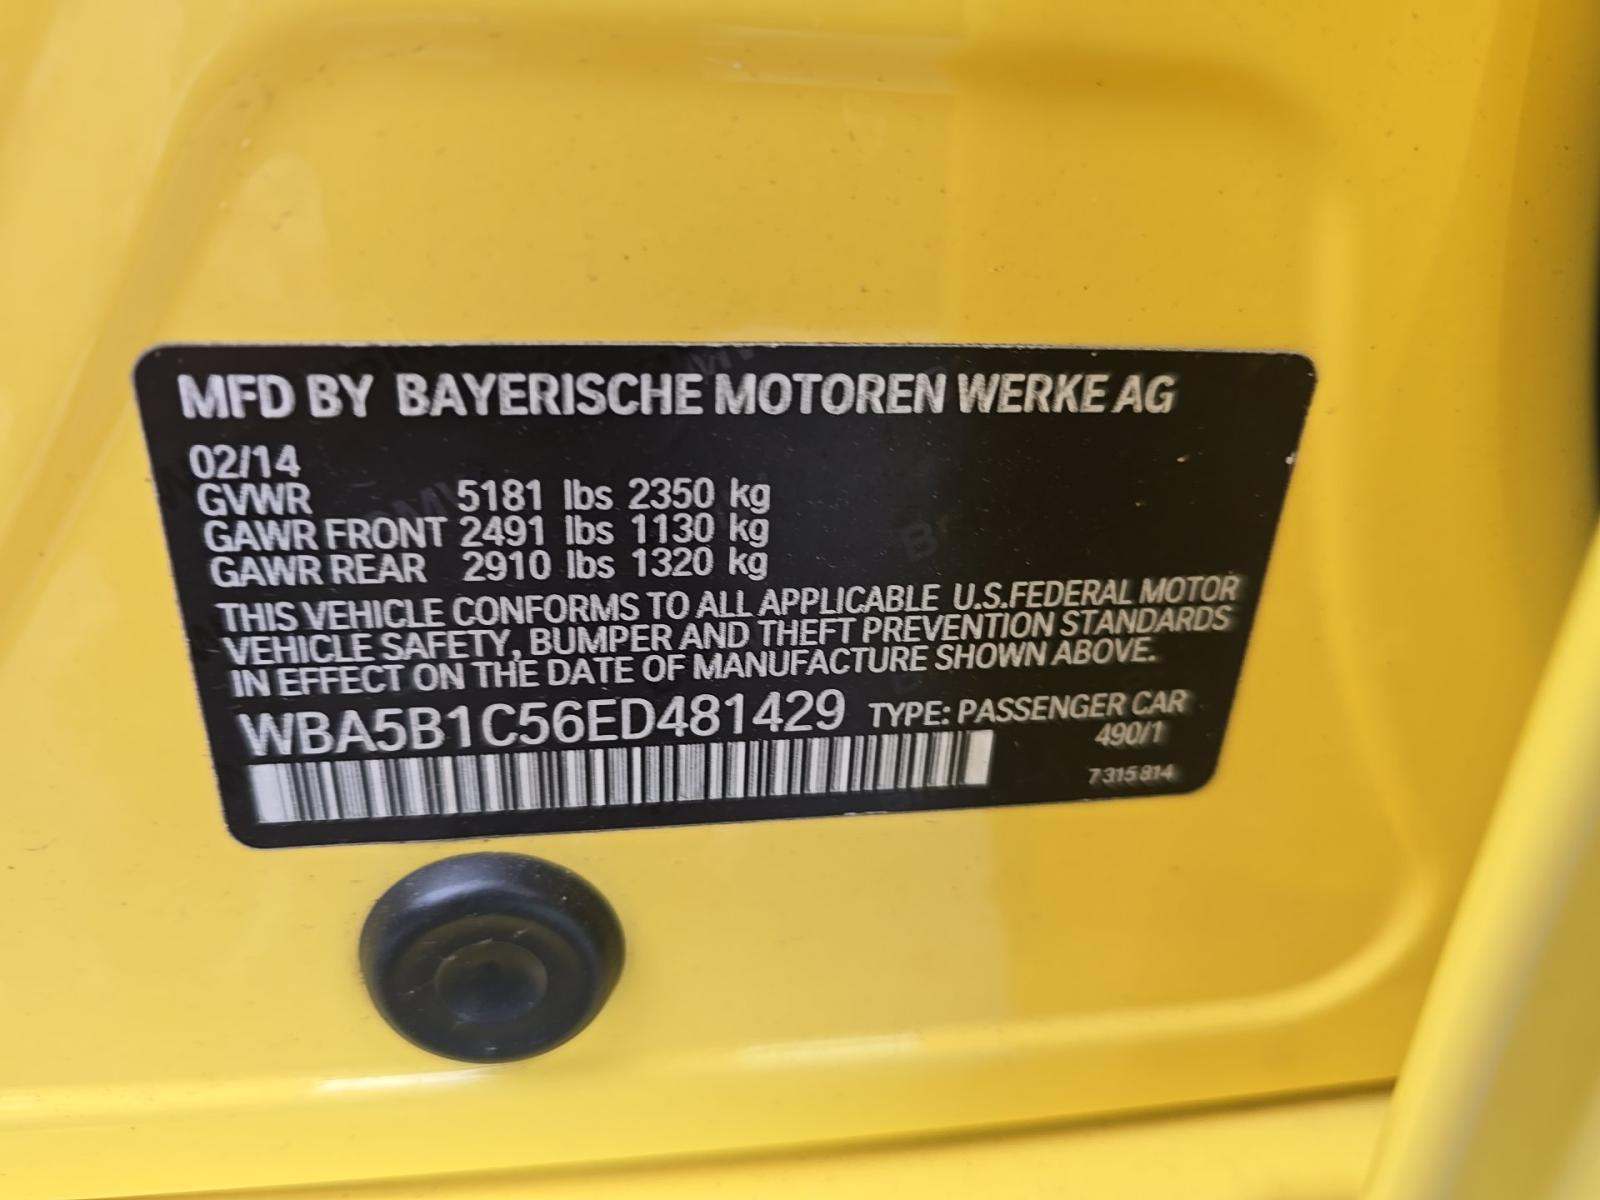 MFD BY BAYERISCHE MOTOREN WERKE AG
02/14
GVWR 5181 lbs 2350 kg
GAWR FRONT 2491 lbs 1130 kg
GAWR REAR 2910 lbs 1320 kg
THIS VEHICLE CONFORMS TO ALL APPLICABLE U.S.FEDERAL MOTOR
VEHICLE SAFETY, BUMPER AND THEFT PREVENTION STANDARDS
IN EFFECT ON THE DATE OF MANUFACTURE SHOWN ABOVE.
WBA5B1C56ED481429 TYPE: PASSENGER CAR
490/1
7 315 814